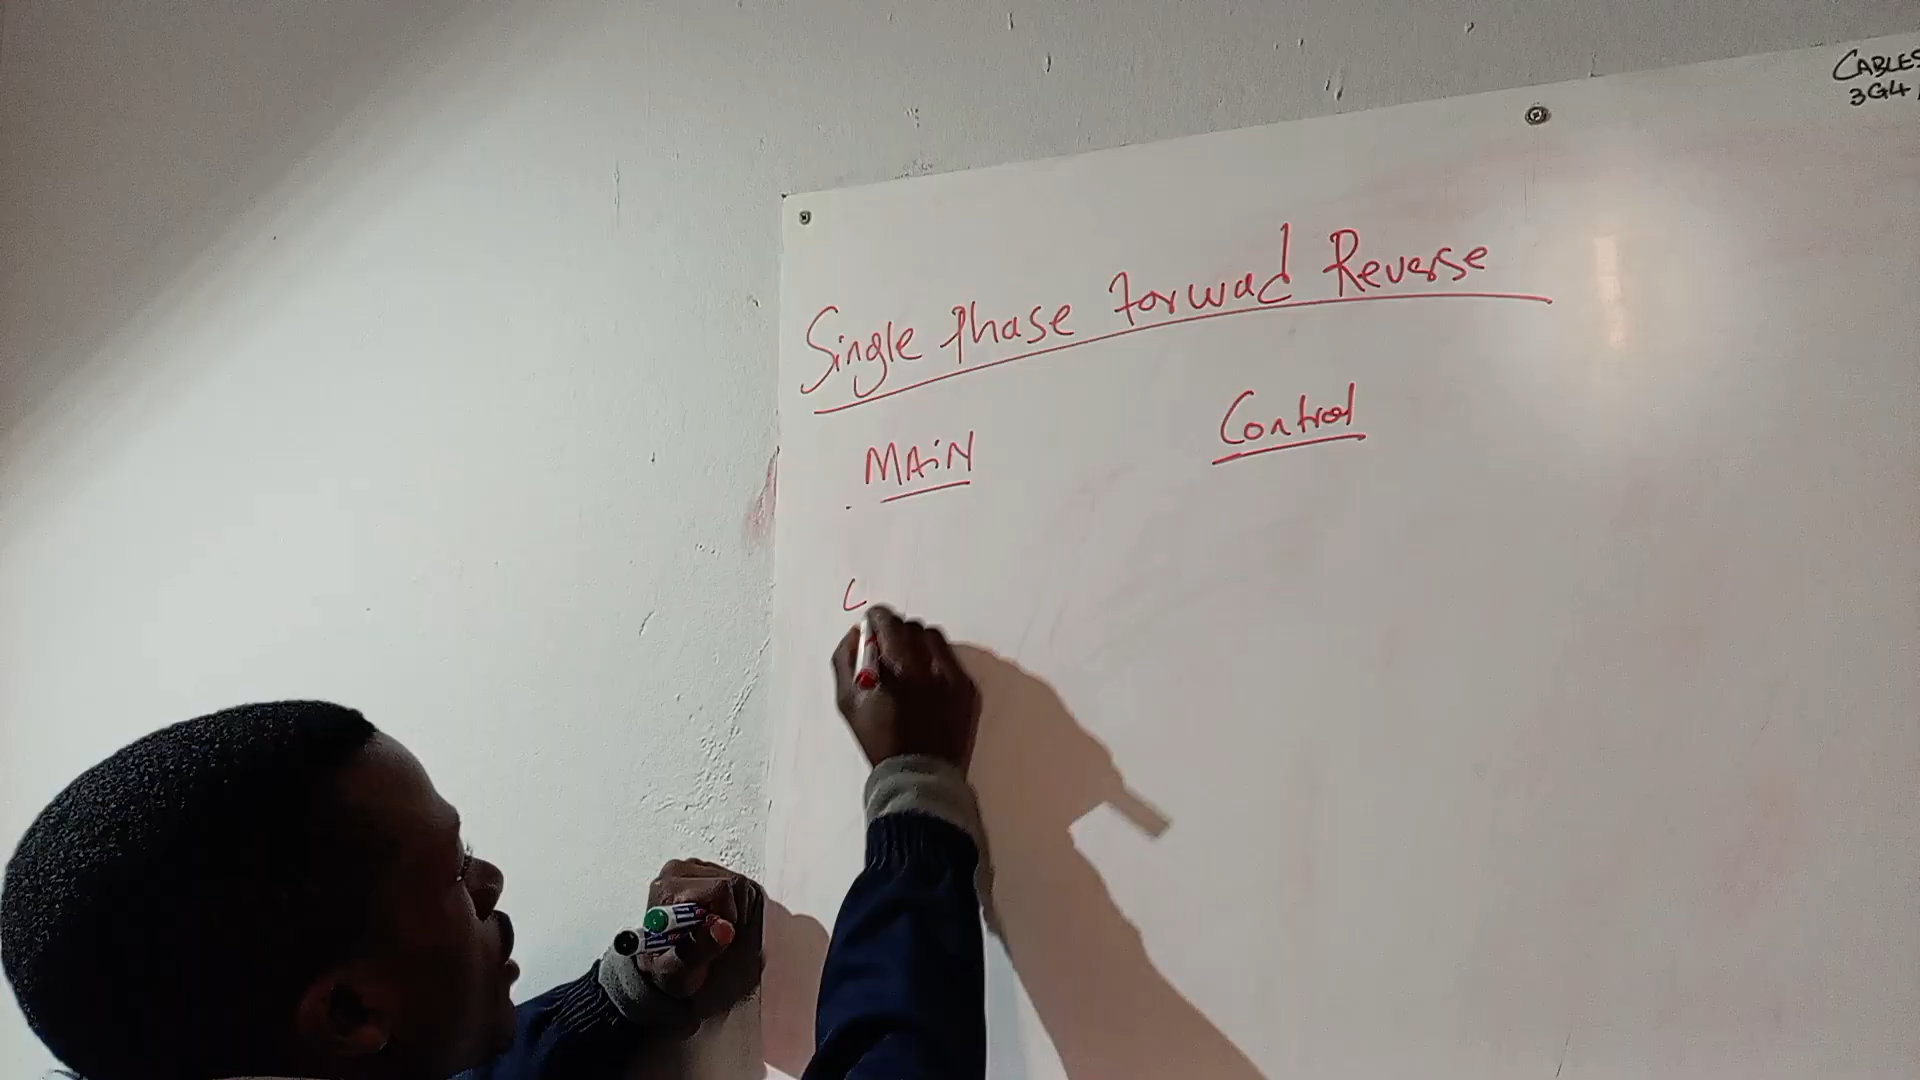 CABLES
3G4
Single Phase Forwad Reverse
MAiN
Control
C